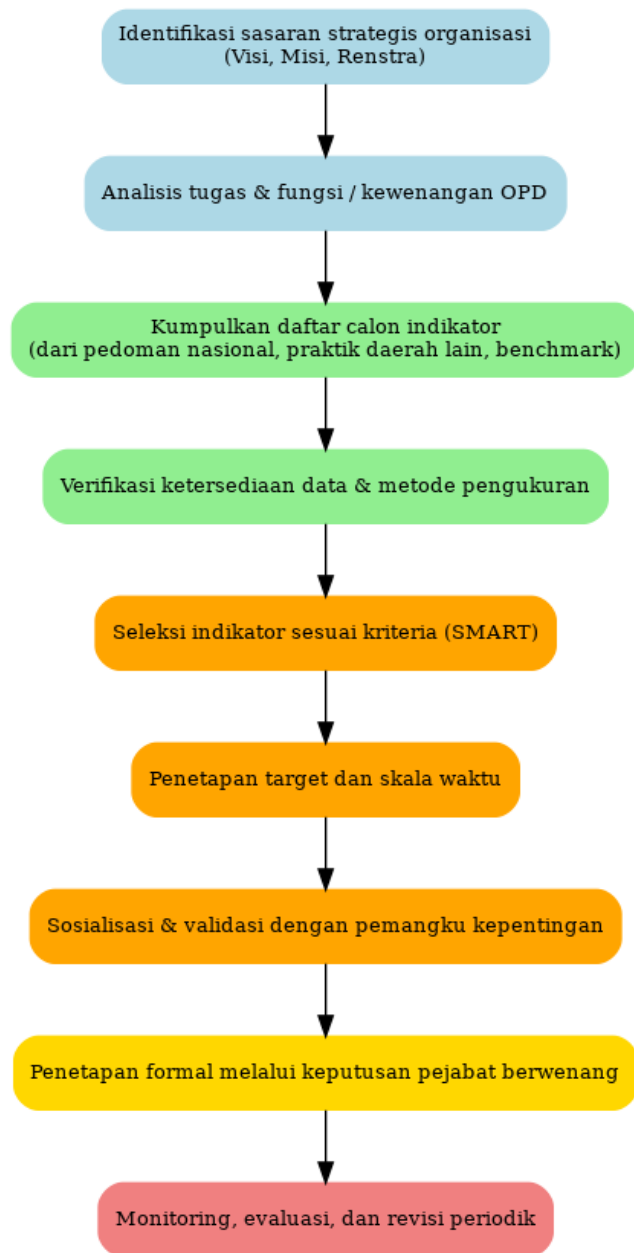 Identifikasi sasaran strategis organisasi
(Visi, Misi, Renstra)
Analisis tugas & fungsi / kewenangan OPD
Kumpulkan daftar calon indikator
(dari pedoman nasional, praktik daerah lain, benchmark)
Verifikasi ketersediaan data & metode pengukuran
Seleksi indikator sesuai kriteria (SMART)
Penetapan target dan skala waktu
Sosialisasi & validasi dengan pemangku kepentingan
Penetapan formal melalui keputusan pejabat berwenang
Monitoring, evaluasi, dan revisi periodik